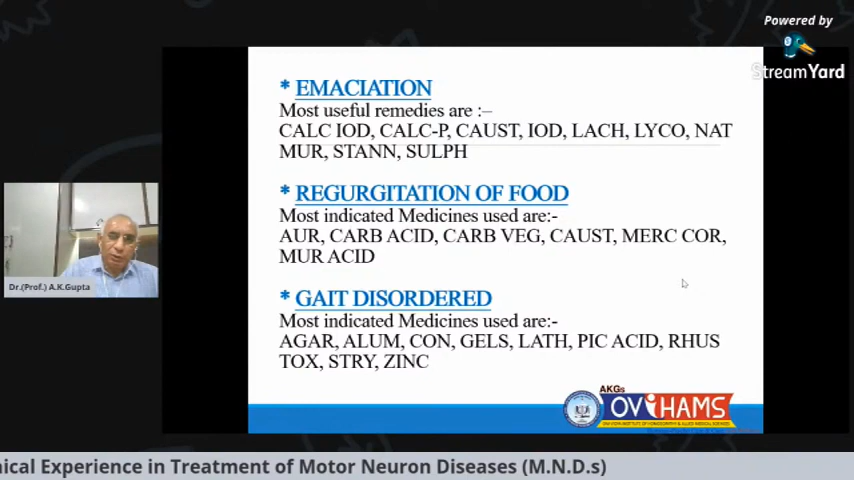 Powered by
StreamYard
* EMACIATION
Most useful remedies are :–
CALC IOD, CALC-P, CAUST, IOD, LACH, LYCO, NAT
MUR, STANN, SULPH
* REGURGITATION OF FOOD
Most indicated Medicines used are:-
AUR, CARB ACID, CARB VEG, CAUST, MERC COR,
MUR ACID
* GAIT DISORDERED
Most indicated Medicines used are:-
AGAR, ALUM, CON, GELS, LATH, PIC ACID, RHUS
TOX, STRY, ZINC
Dr.(Prof.) A.K.Gupta
AKGs
OVIHAMS
nical Experience in Treatment of Motor Neuron Diseases (M.N.D.s)